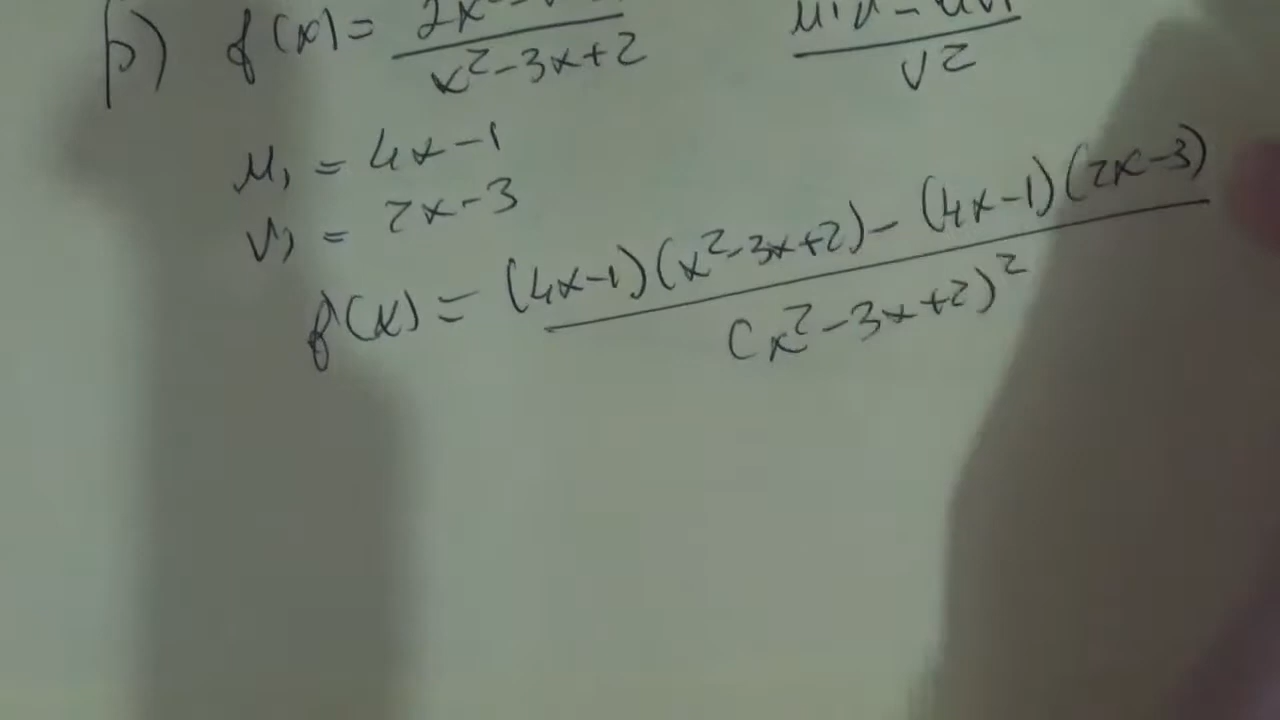 b) f(x) = 2x² / x²-3x+2    u'v - uv' / v2
u, = 4x-1
v, = 2x-3
f'(x) = (4x-1)(x²-3x+2) - (4x-1)(2x-3) / (x²-3x+2)²